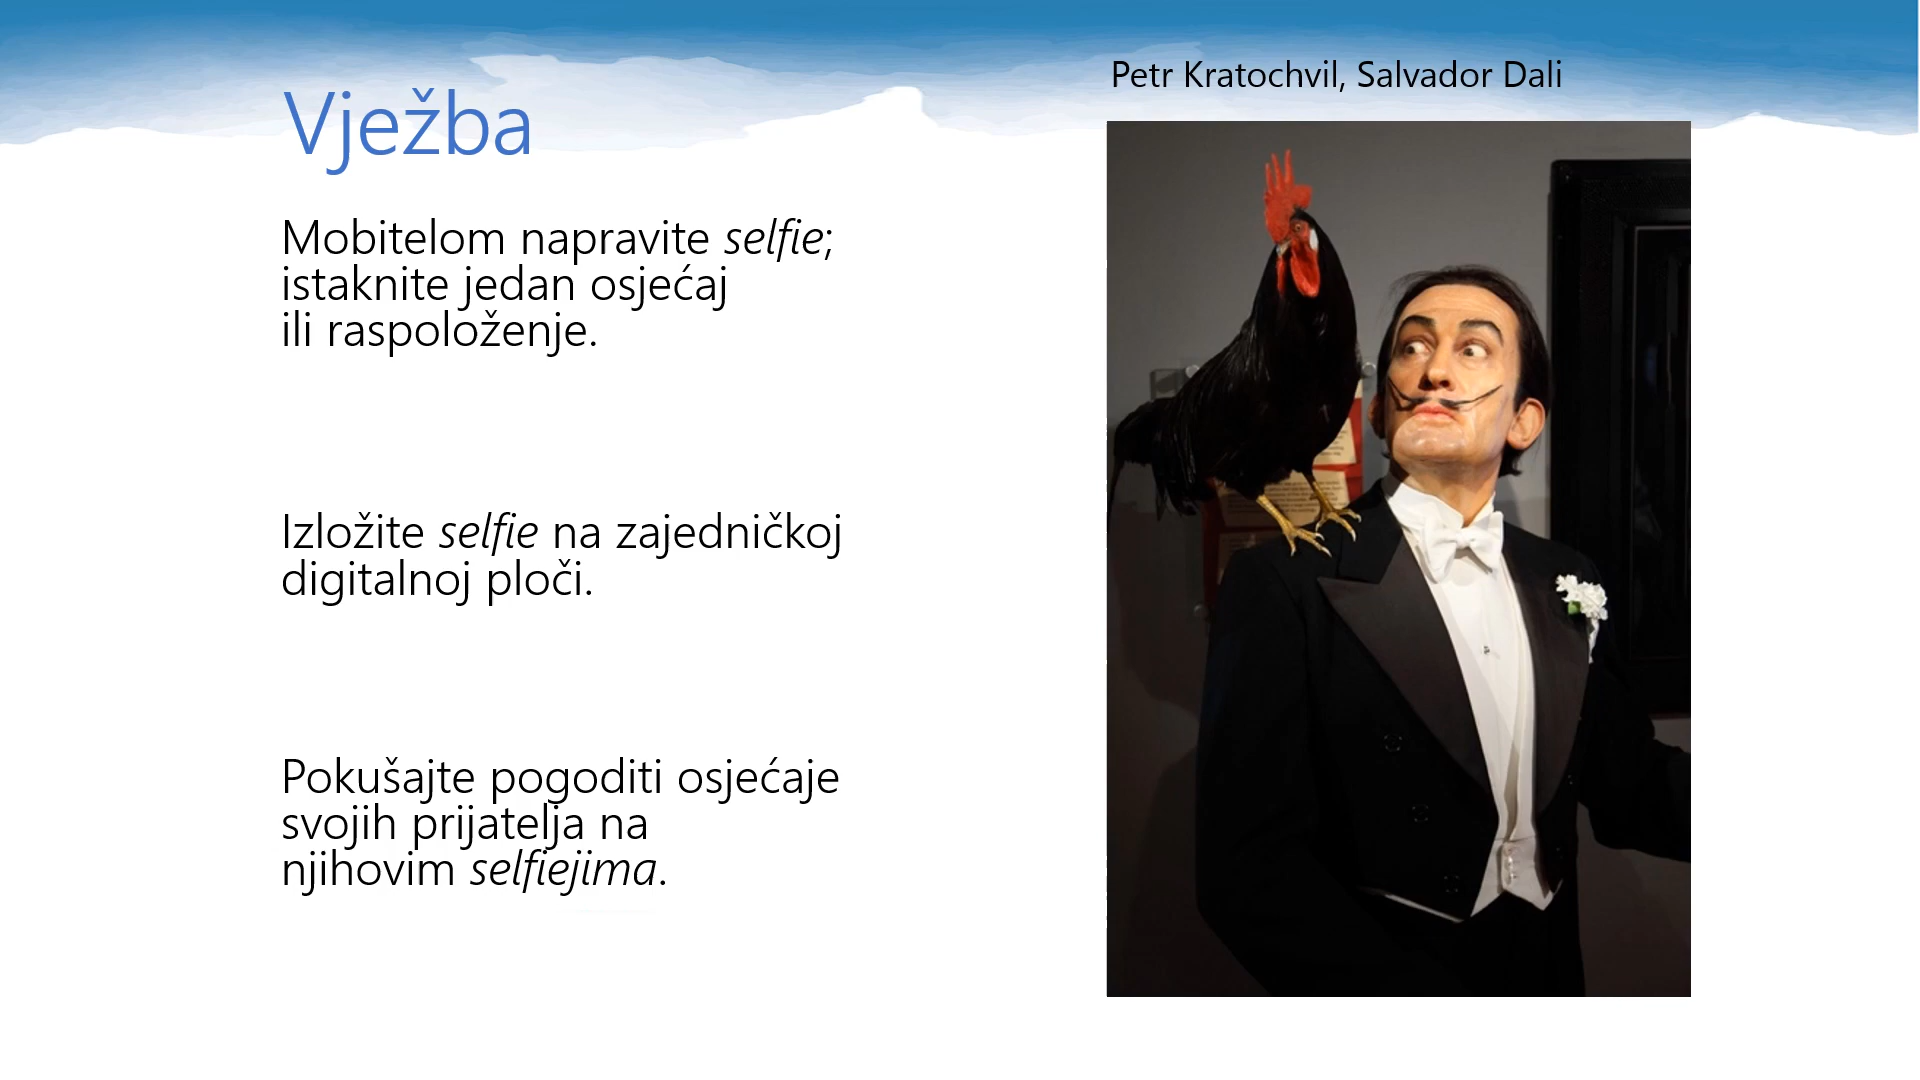 Petr Kratochvil, Salvador Dali
Vježba
Mobitelom napravite selfie;
istaknite jedan osjećaj
ili raspoloženje.
Izložite selfie na zajedničkoj
digitalnoj ploči.
Pokušajte pogoditi osjećaje
svojih prijatelja na
njihovim selfiejima.